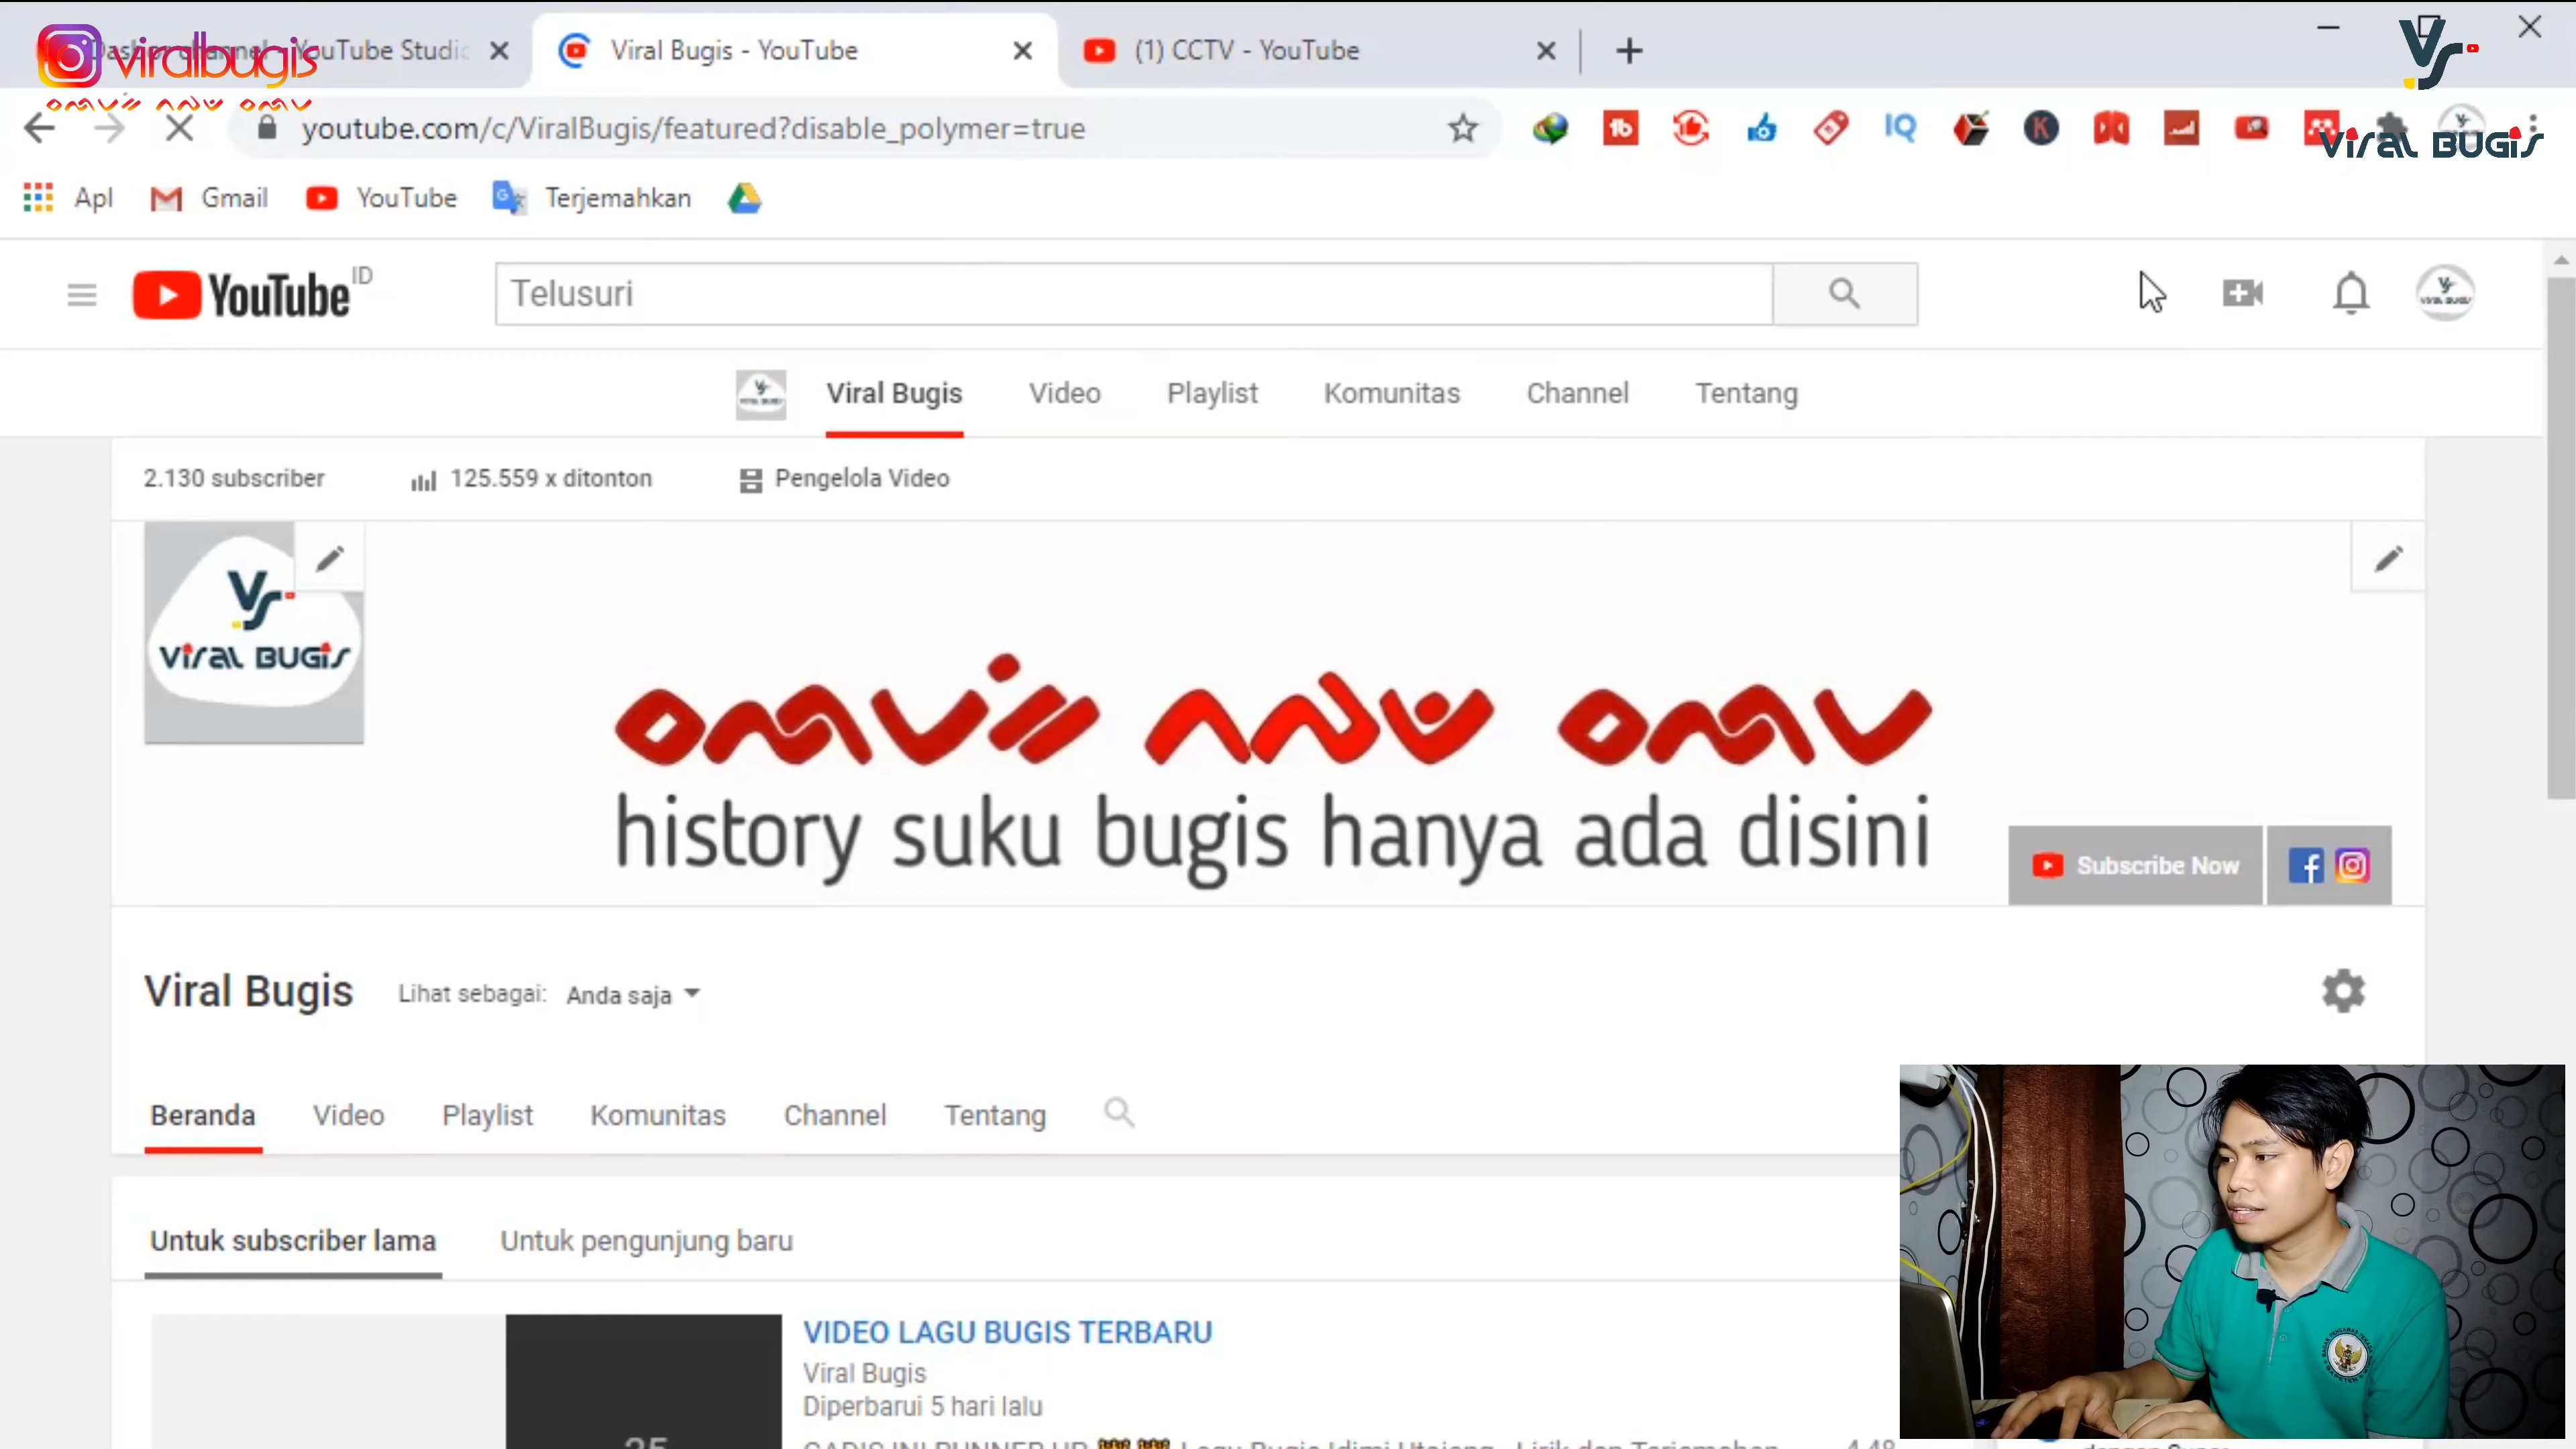 YouTube Studio
Viral Bugis - YouTube
(1) CCTV - YouTube
viralbugis
youtube.com/c/ViralBugis/featured?disable_polymer=true
IQ
K
Viral BUGIS
Apl
Gmail
YouTube
Terjemahkan
YouTube ID
Telusuri
Viral Bugis
Video
Playlist
Komunitas
Channel
Tentang
2.130 subscriber
125.559 x ditonton
Pengelola Video
Viral BUGIS
history suku bugis hanya ada disini
Subscribe Now
Viral Bugis
Lihat sebagai: Anda saja
Beranda
Video
Playlist
Komunitas
Channel
Tentang
Untuk subscriber lama
Untuk pengunjung baru
VIDEO LAGU BUGIS TERBARU
Viral Bugis
Diperbarui 5 hari lalu